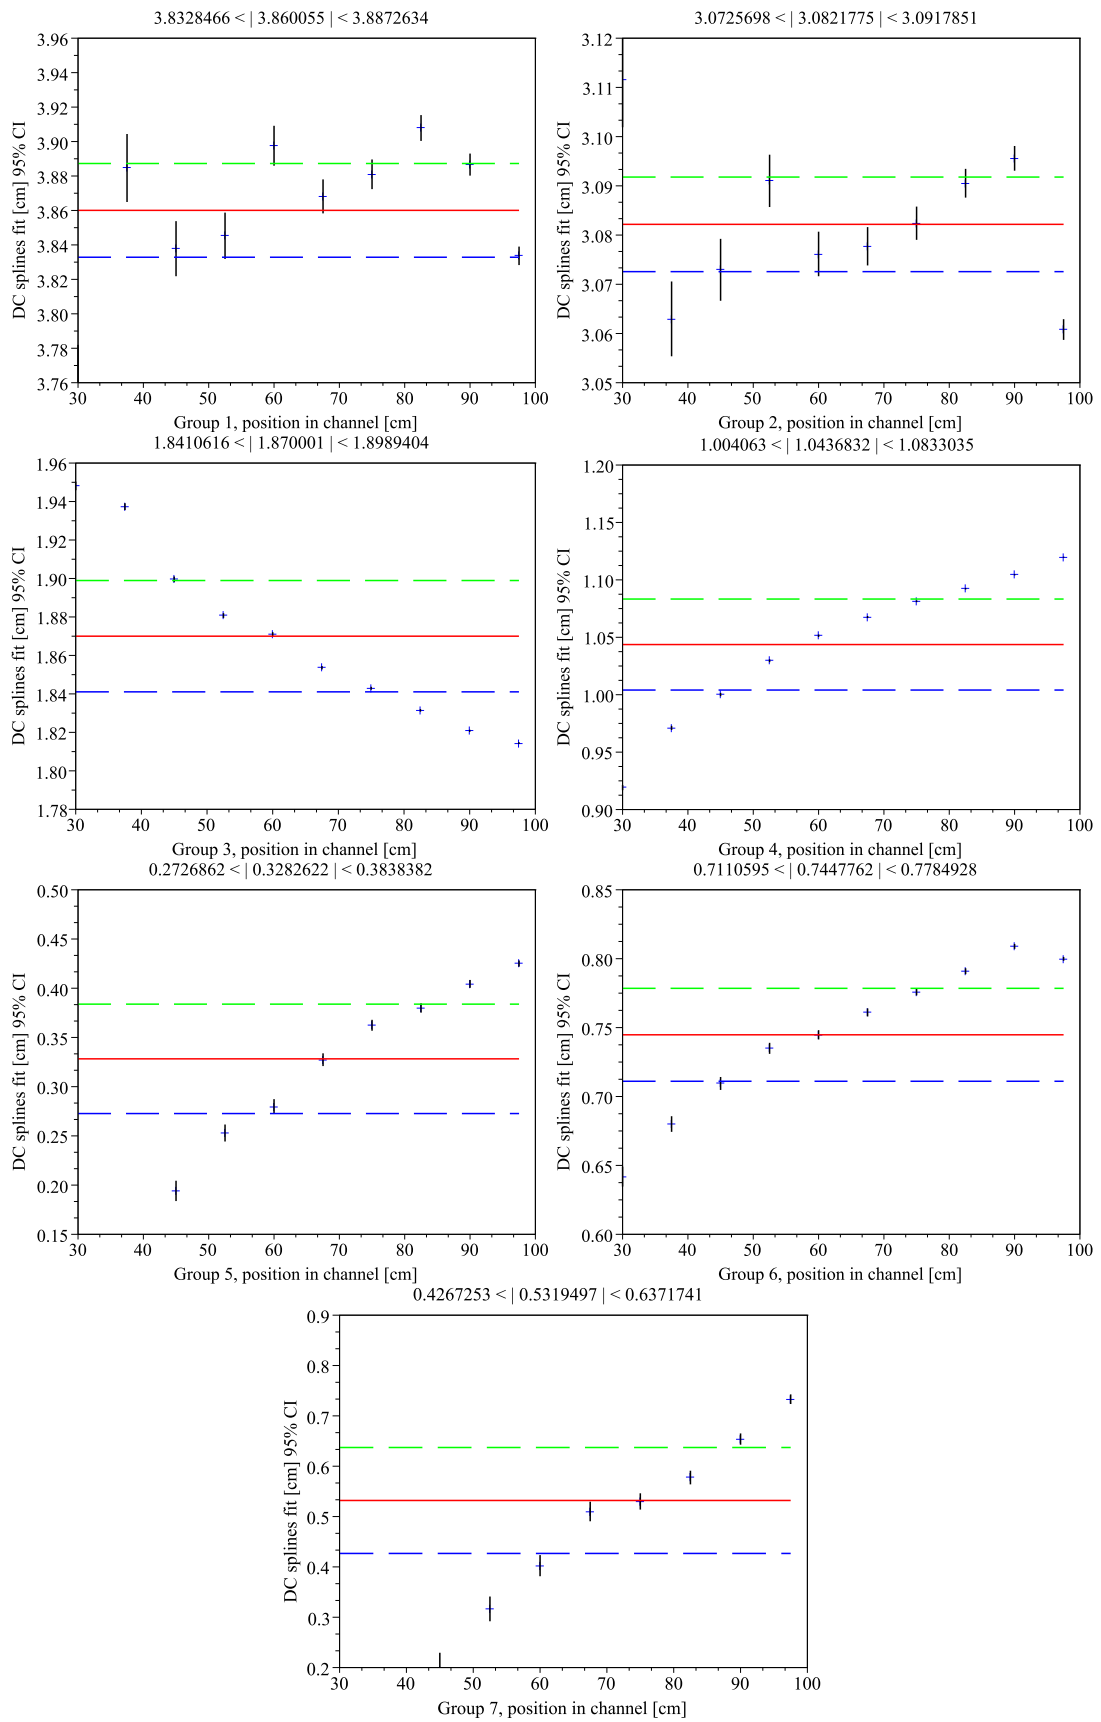 3.8328466 < | 3.860055 | < 3.8872634
3.96
3.94
3.92
3.90
3.88
3.86
3.84
3.82
3.80
3.78
3.76
DC splines fit [cm] 95% CI
30 40 50 60 70 80 90 100
Group 1, position in channel [cm]
3.0725698 < | 3.0821775 | < 3.0917851
3.12
3.11
3.10
3.09
3.08
3.07
3.06
3.05
DC splines fit [cm] 95% CI
30 40 50 60 70 80 90 100
Group 2, position in channel [cm]
1.8410616 < | 1.870001 | < 1.8989404
1.96
1.94
1.92
1.90
1.88
1.86
1.84
1.82
1.80
1.78
DC splines fit [cm] 95% CI
30 40 50 60 70 80 90 100
Group 3, position in channel [cm]
1.004063 < | 1.0436832 | < 1.0833035
1.20
1.15
1.10
1.05
1.00
0.95
0.90
DC splines fit [cm] 95% CI
30 40 50 60 70 80 90 100
Group 4, position in channel [cm]
0.2726862 < | 0.3282622 | < 0.3838382
0.50
0.45
0.40
0.35
0.30
0.25
0.20
0.15
DC splines fit [cm] 95% CI
30 40 50 60 70 80 90 100
Group 5, position in channel [cm]
0.7110595 < | 0.7447762 | < 0.7784928
0.85
0.80
0.75
0.70
0.65
0.60
DC splines fit [cm] 95% CI
30 40 50 60 70 80 90 100
Group 6, position in channel [cm]
0.4267253 < | 0.5319497 | < 0.6371741
0.9
0.8
0.7
0.6
0.5
0.4
0.3
0.2
DC splines fit [cm] 95% CI
30 40 50 60 70 80 90 100
Group 7, position in channel [cm]